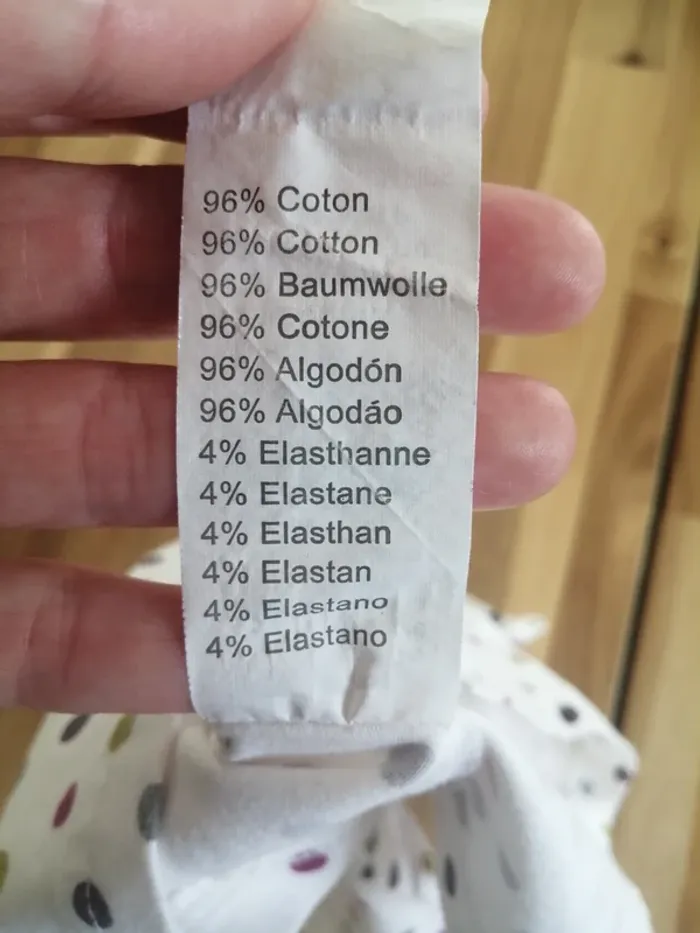 96% Coton
96% Cotton
96% Baumwolle
96% Cotone
96% Algodón
96% Algodáo
4% Elasthanne
4% Elastane
4% Elasthan
4% Elastan
4% Elastano
4% Elastano